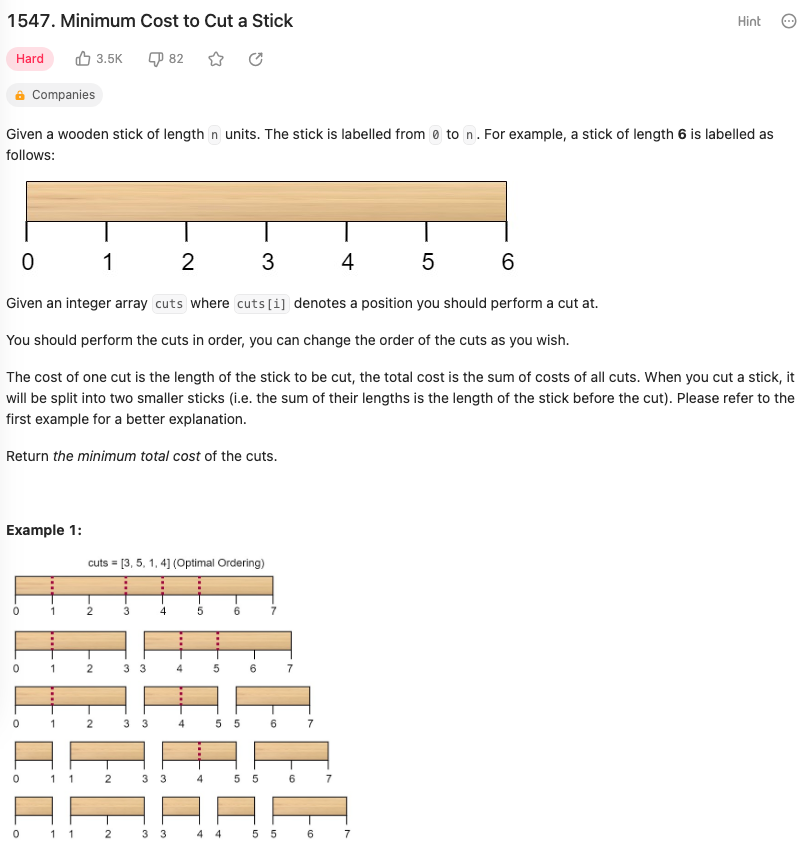 1547. Minimum Cost to Cut a Stick
Hint
Hard 3.5K 82
Companies
Given a wooden stick of length n units. The stick is labelled from 0 to n. For example, a stick of length 6 is labelled as
follows:
0 1 2 3 4 5 6
Given an integer array cuts where cuts[i] denotes a position you should perform a cut at.
You should perform the cuts in order, you can change the order of the cuts as you wish.
The cost of one cut is the length of the stick to be cut, the total cost is the sum of costs of all cuts. When you cut a stick, it
will be split into two smaller sticks (i.e. the sum of their lengths is the length of the stick before the cut). Please refer to the
first example for a better explanation.
Return the minimum total cost of the cuts.
Example 1:
cuts = [3, 5, 1, 4] (Optimal Ordering)
0 1 2 3 4 5 6 7
0 1 2 3 3 4 5 6 7
0 1 2 3 3 4 5 5 6 7
0 1 1 2 3 3 4 5 5 6 7
0 1 1 2 3 3 4 4 5 5 6 7